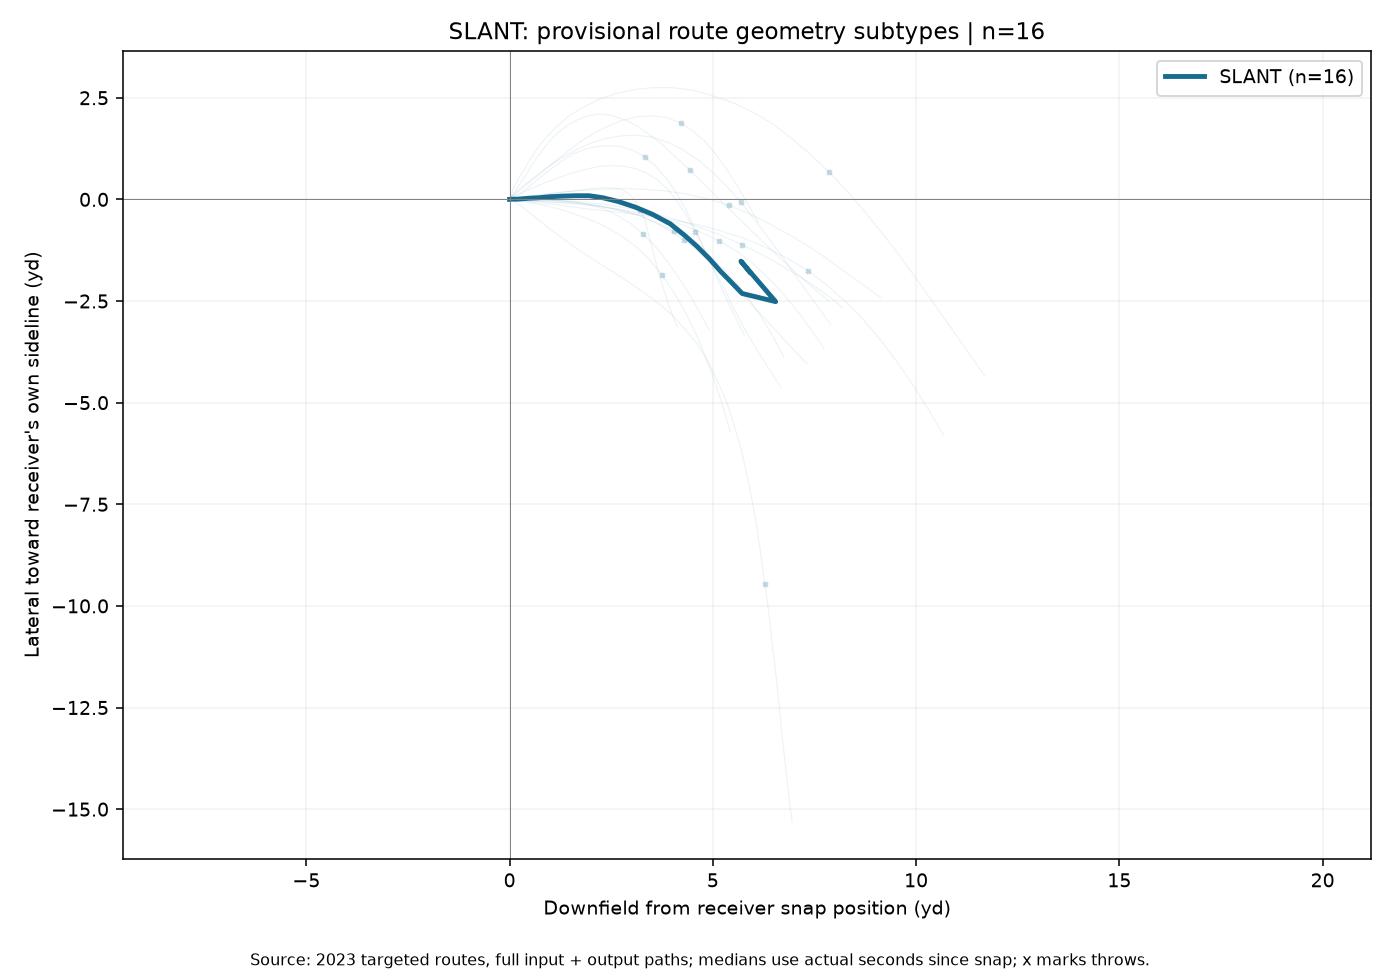 SLANT: provisional route geometry subtypes | n=16
SLANT (n=16)
Lateral toward receiver's own sideline (yd)
2.5
0.0
−2.5
−5.0
−7.5
−10.0
−12.5
−15.0
−5
0
5
10
15
20
Downfield from receiver snap position (yd)
Source: 2023 targeted routes, full input + output paths; medians use actual seconds since snap; x marks throws.